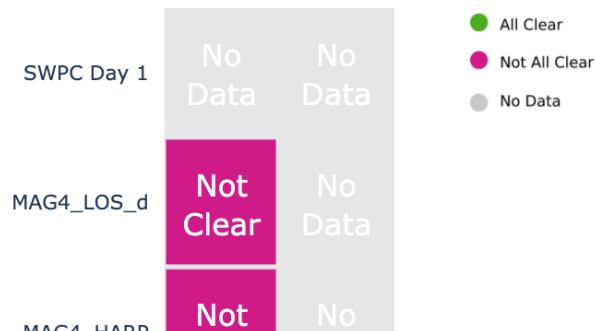 SWPC Day 1
No Data
No Data
MAG4_LOS_d
Not Clear
No Data
MAG4_HARP
Not
No
All Clear
Not All Clear
No Data